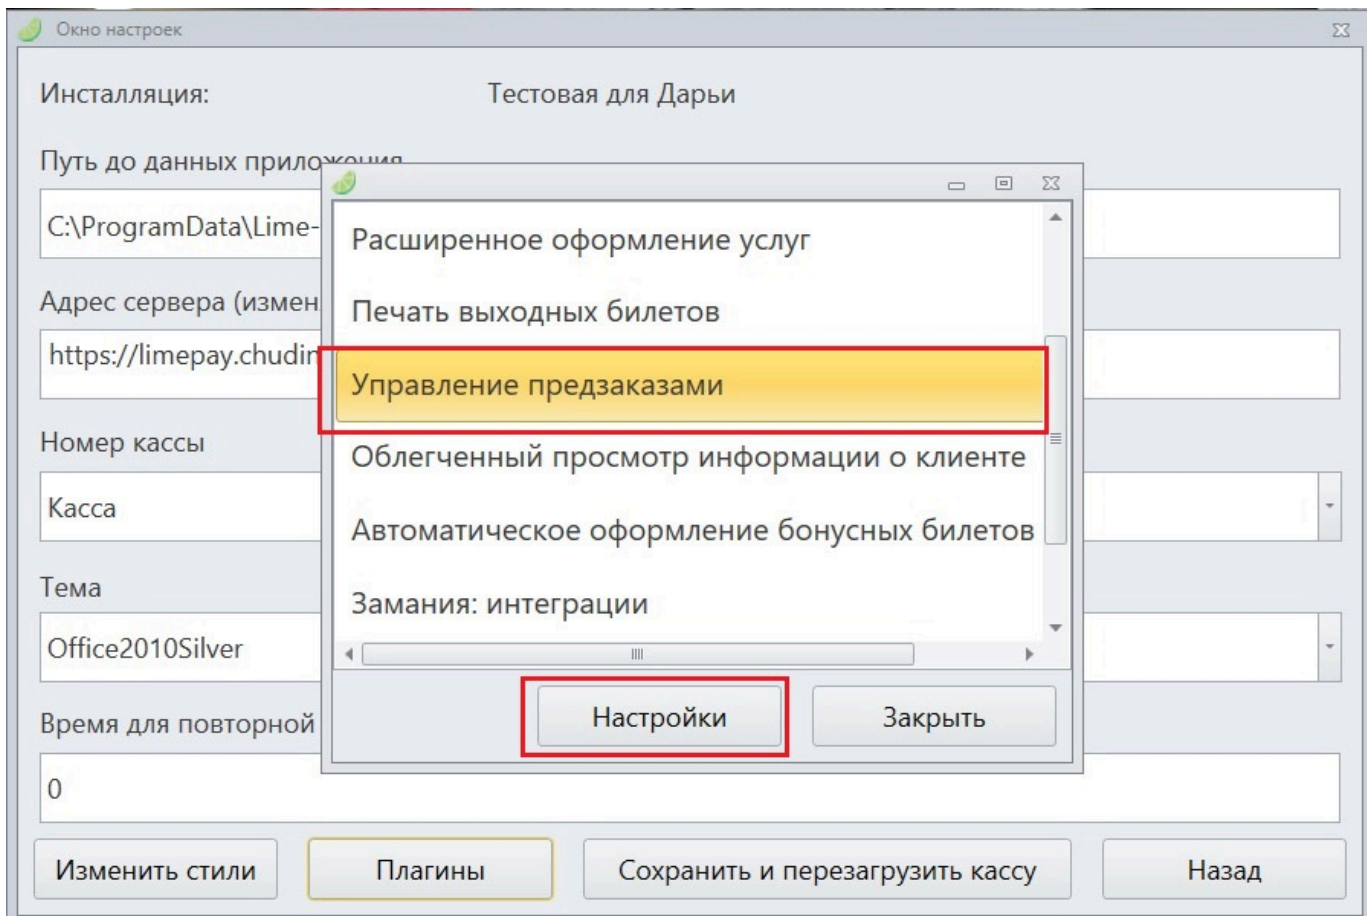 Окно настроек
Инсталляция: Тестовая для Дарьи
Путь до данных приложения
C:\ProgramData\Lime-
Адрес сервера (измен
https://limepay.chudin
Номер кассы
Касса
Тема
Office2010Silver
Время для повторной
0
Расширенное оформление услуг
Печать выходных билетов
Управление предзаказами
Облегченный просмотр информации о клиенте
Автоматическое оформление бонусных билетов
Замания: интеграции
Настройки Закрыть
Изменить стили Плагины Сохранить и перезагрузить кассу Назад